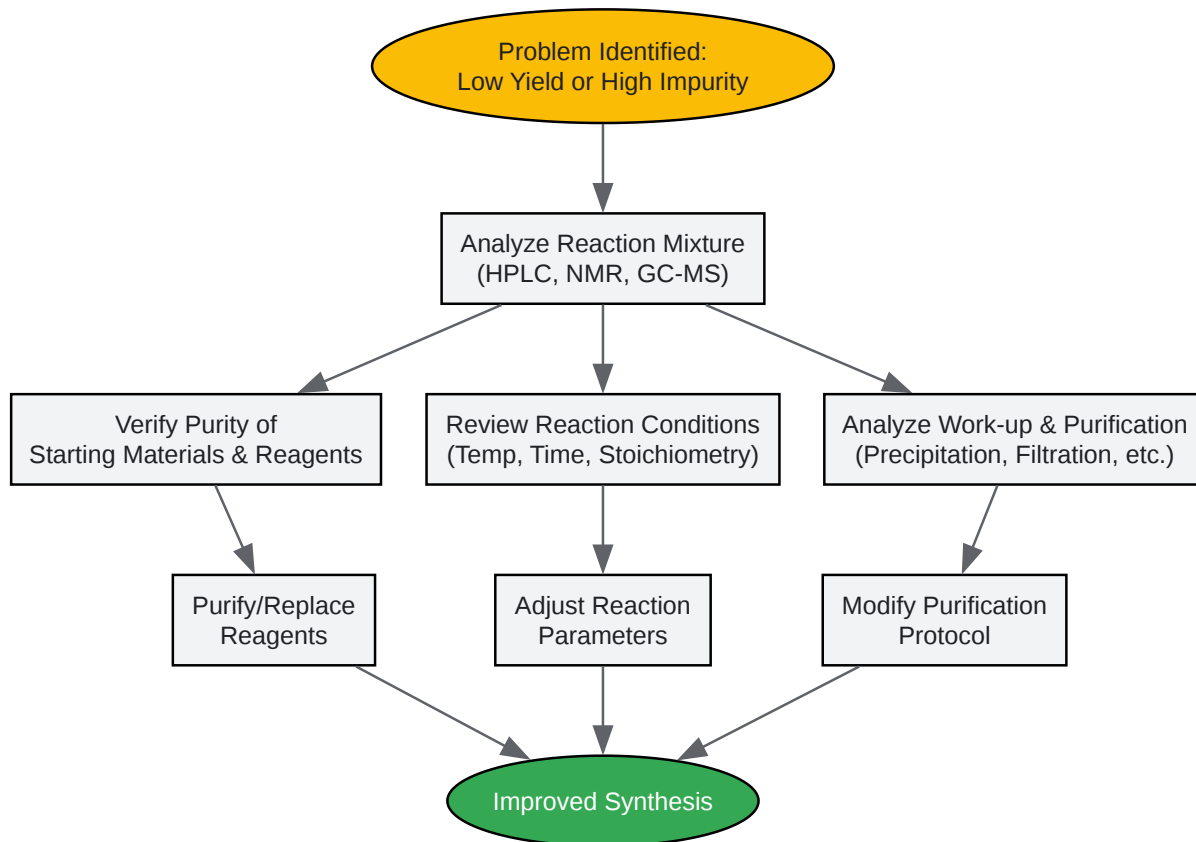 Problem Identified:
Low Yield or High Impurity
Analyze Reaction Mixture
(HPLC, NMR, GC-MS)
Verify Purity of
Starting Materials & Reagents
Review Reaction Conditions
(Temp, Time, Stoichiometry)
Analyze Work-up & Purification
(Precipitation, Filtration, etc.)
Purify/Replace
Reagents
Adjust Reaction
Parameters
Modify Purification
Protocol
Improved Synthesis